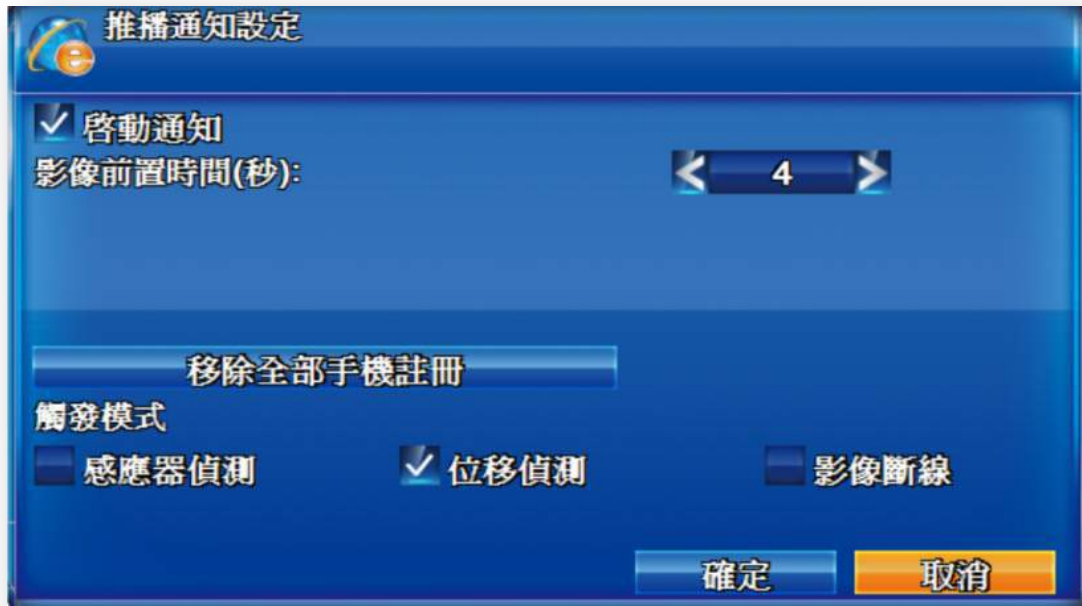 推播通知設定
啓動通知
影像前置時間(秒):
4
移除全部手機註冊
觸發模式
感應器偵測 位移偵測 影像斷線
確定 取消